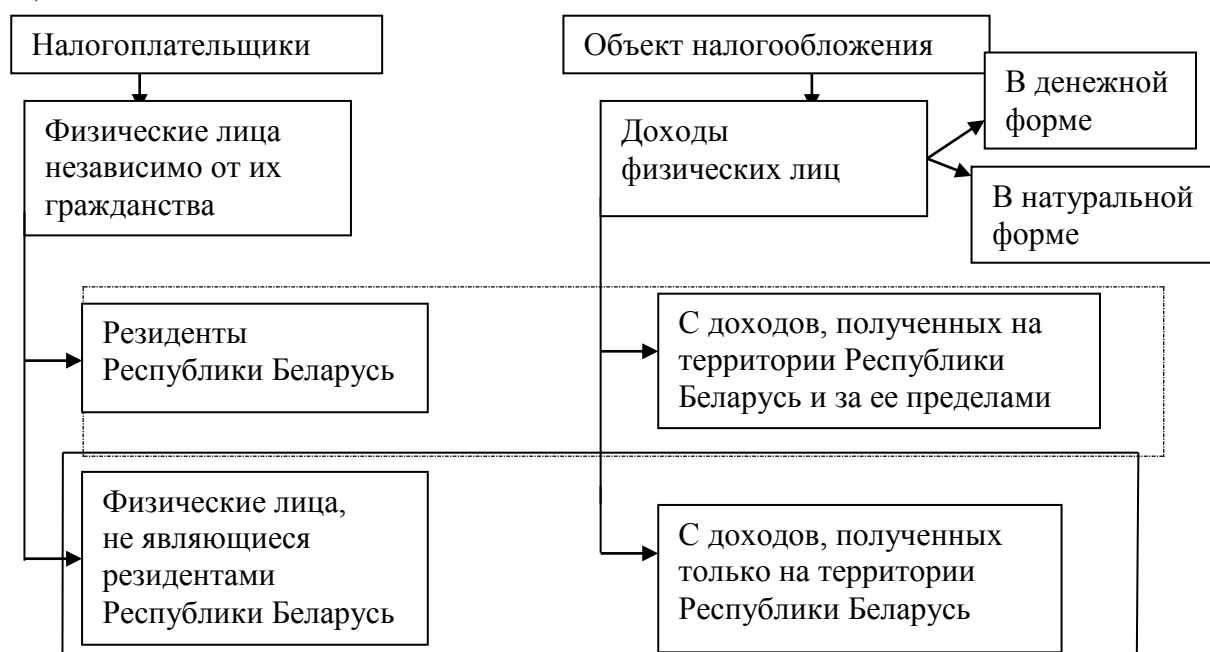 Налогоплательщики
Объект налогообложения
В денежной
форме
Физические лица
независимо от их
гражданства
Доходы
физических лиц
В натуральной
форме
Резиденты
Республики Беларусь
С доходов, полученных на
территории Республики
Беларусь и за ее пределами
Физические лица,
не являющиеся
резидентами
Республики Беларусь
С доходов, полученных
только на территории
Республики Беларусь